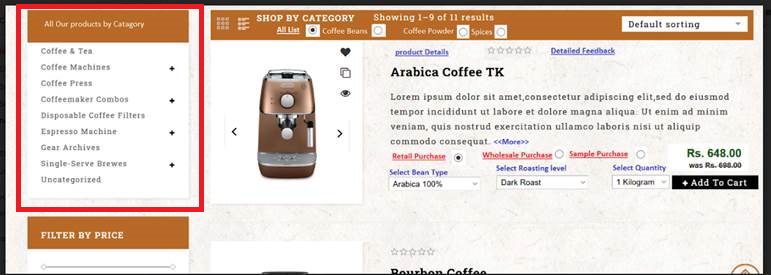 All Our products by Catagory
Coffee & Tea
Coffee Machines
Coffee Press
Coffeemaker Combos
Disposable Coffee Filters
Espresso Machine
Gear Archives
Single-Serve Brewes
Uncategorized
FILTER BY PRICE
SHOP BY CATEGORY Showing 1–9 of 11 results
All List Coffee Beans Coffee Powder Spices
Default sorting
product Details Detailed Feedback
Arabica Coffee TK
Lorem ipsum dolor sit amet,consectetur adipiscing elit,sed do eiusmod
tempor incididunt ut labore et dolore magna aliqua. Ut enim ad minim
veniam, quis nostrud exercitation ullamco laboris nisi ut aliquip
commodo consequat. <<More>>
Retail Purchase Wholesale Purchase Sample Purchase
Rs. 648.00
was Rs. 698.00
Select Bean Type Select Roasting level Select Quantity
Arabica 100% Dark Roast 1 Kilogram + Add To Cart
Bourbon Coffee